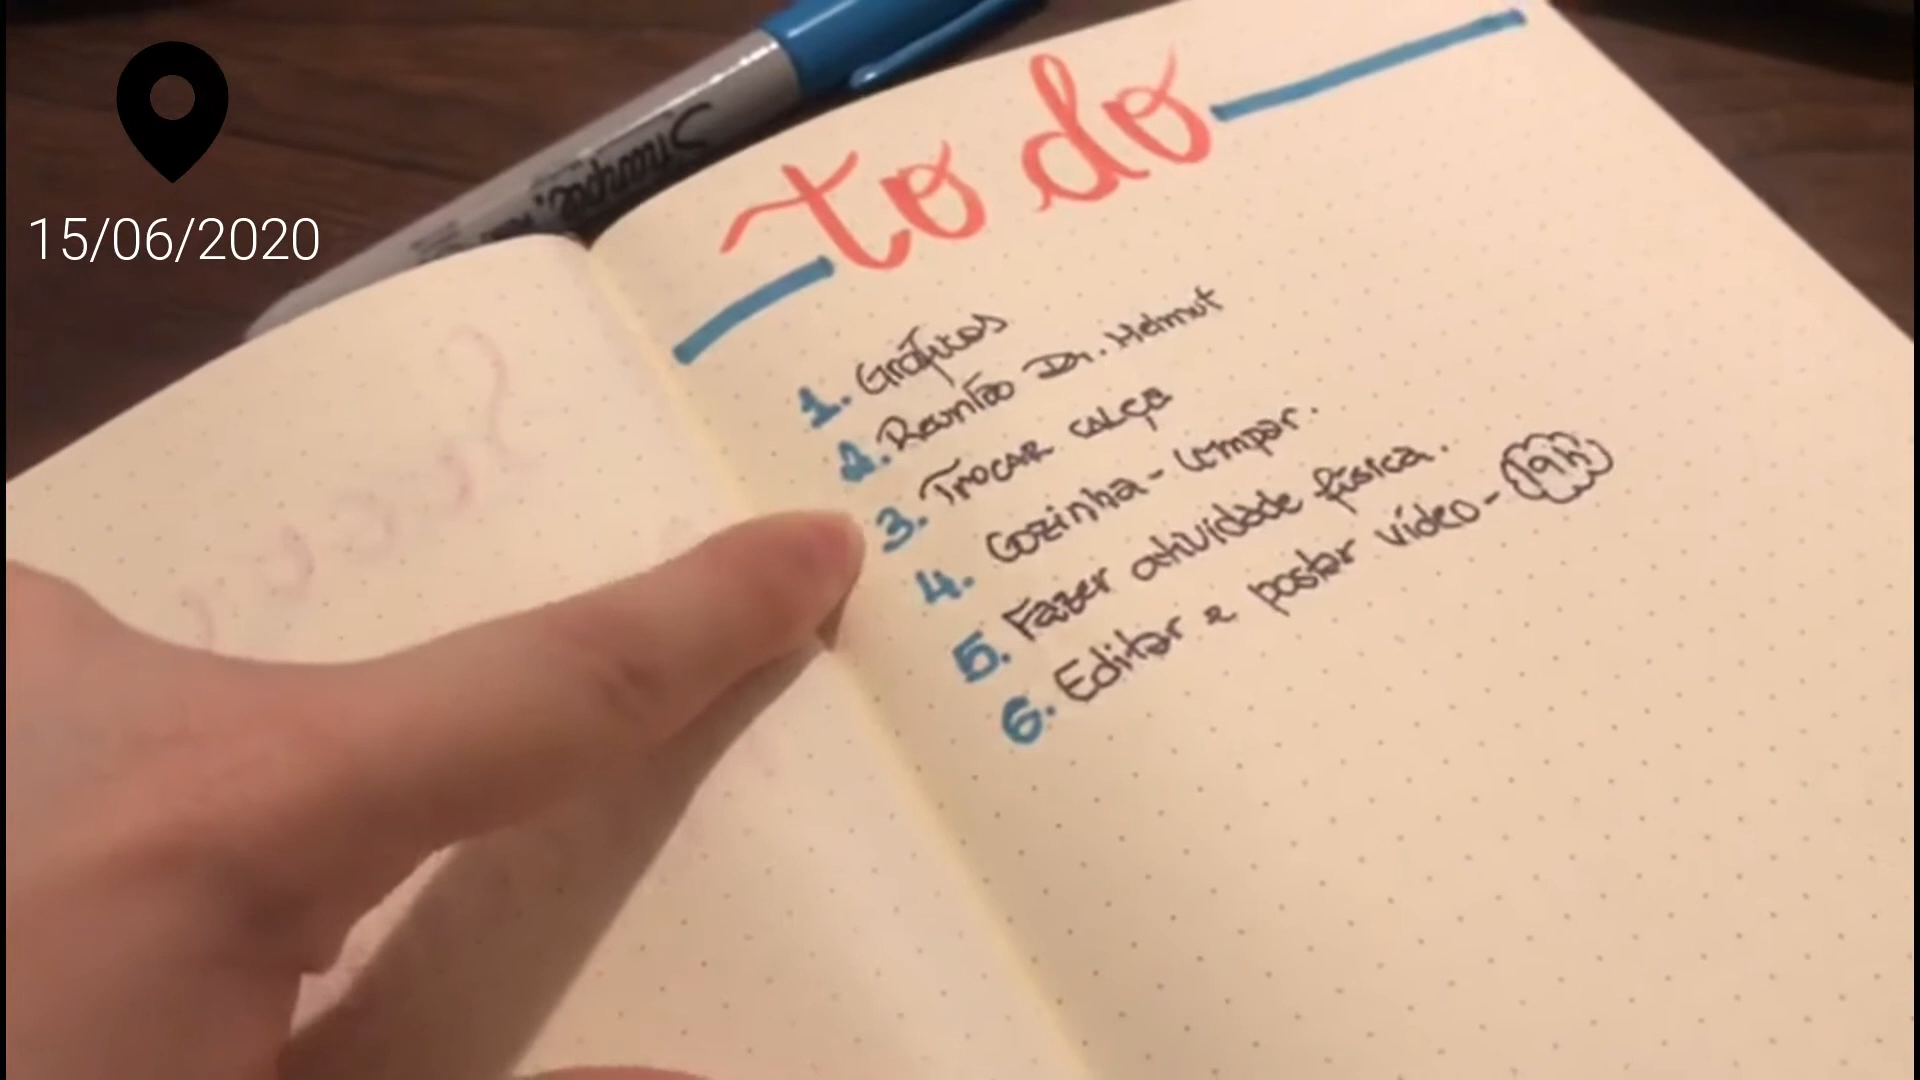 15/06/2020
Sharpie
to do
1. Gráficos
2. Reunião Dr. Helmut
3. Trocar calça
4. Cozinha - limpar.
5. Fazer atividade física.
6. Editar e postar vídeo - 19h